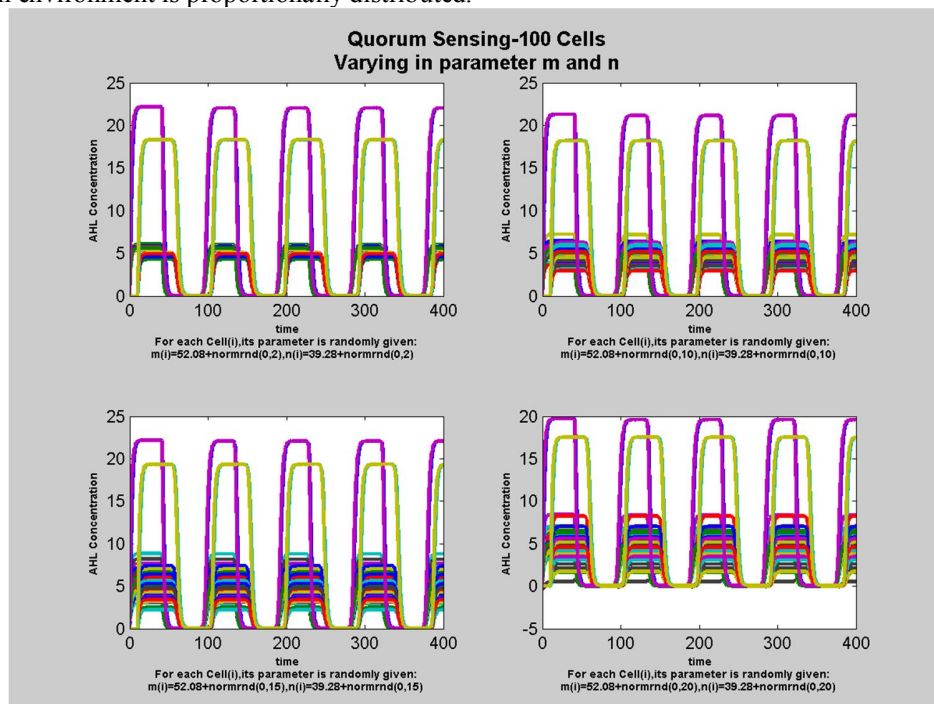 n environment is proportionally distributed.
Quorum Sensing-100 Cells
Varying in parameter m and n
25
20
15
10
5
0
AHL Concentration
0 100 200 300 400
time
For each Cell(i),its parameter is randomly given:
m(i)=52.08+normrnd(0,2),n(i)=39.28+normrnd(0,2)
25
20
15
10
5
0
AHL Concentration
0 100 200 300 400
time
For each Cell(i),its parameter is randomly given:
m(i)=52.08+normrnd(0,10),n(i)=39.28+normrnd(0,10)
25
20
15
10
5
0
AHL Concentration
0 100 200 300 400
time
For each Cell(i),its parameter is randomly given:
m(i)=52.08+normrnd(0,15),n(i)=39.28+normrnd(0,15)
20
15
10
5
0
-5
AHL Concentration
0 100 200 300 400
time
For each Cell(i),its parameter is randomly given:
m(i)=52.08+normrnd(0,20),n(i)=39.28+normrnd(0,20)